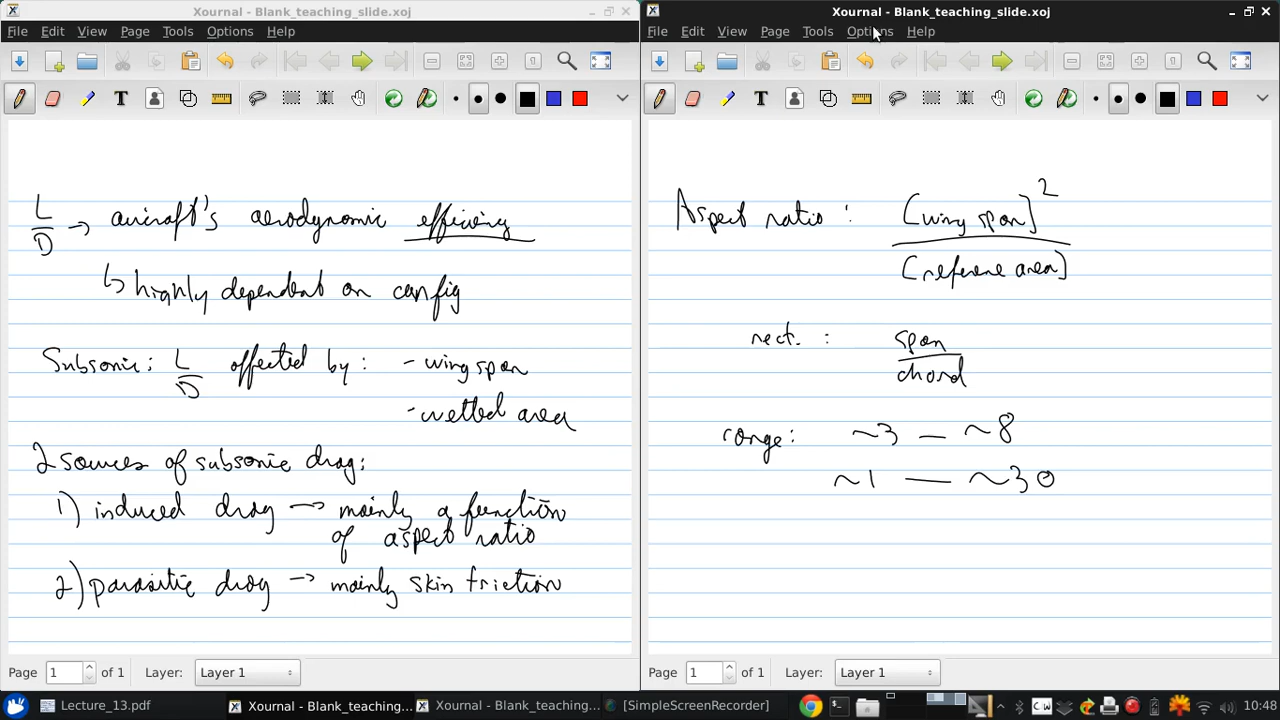 Xournal - Blank_teaching_slide.xoj
File Edit View Page Tools Options Help
L/D → aircraft's aerodynamic efficiency
↳ highly dependent on config
Subsonic: L/D affected by: - wing span
- wetted area
2 sources of subsonic drag:
1) induced drag → mainly a function
of aspect ratio
2) parasitic drag → mainly skin friction
Page 1 of 1 Layer: Layer 1
Xournal - Blank_teaching_slide.xoj
File Edit View Page Tools Options Help
Aspect ratio: [wing span]²
[reference area]
rect. : span
chord
range: ~3 — ~8
~1 — ~30
Page 1 of 1 Layer: Layer 1
Lecture_13.pdf Xournal - Blank_teaching_... Xournal - Blank_teaching_... [SimpleScreenRecorder] 10:48